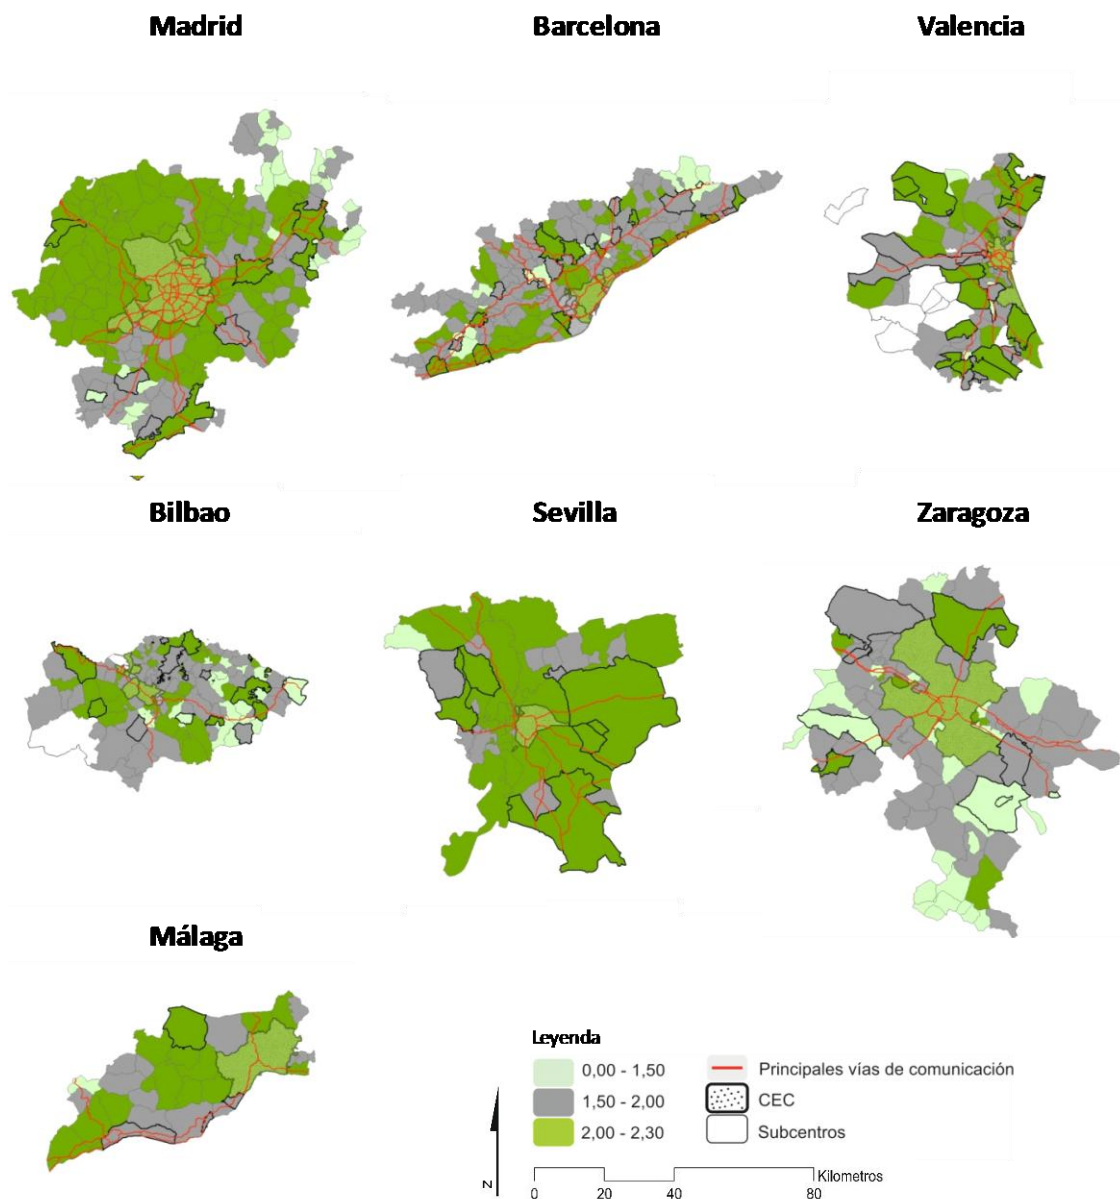 Madrid
Barcelona
Valencia
Bilbao
Sevilla
Zaragoza
Málaga
Leyenda
0,00 - 1,50
1,50 - 2,00
2,00 - 2,30
Principales vías de comunicación
CEC
Subcentros
N
Kilometros
0 20 40 80